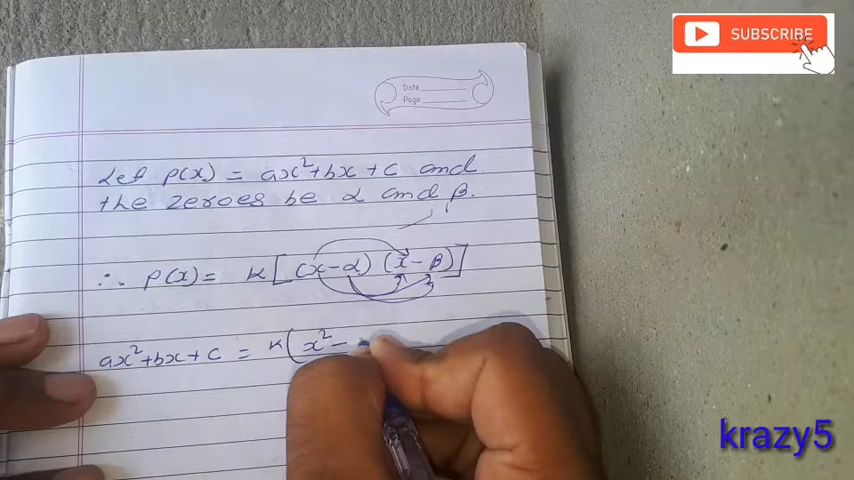 SUBSCRIBE
Date
Page
Let p(x) = ax²+bx+c and
the zeroes be α and β.
∴ p(x) = K[(x-α)(x-β)]
ax²+bx+c = K(x²-
krazy5